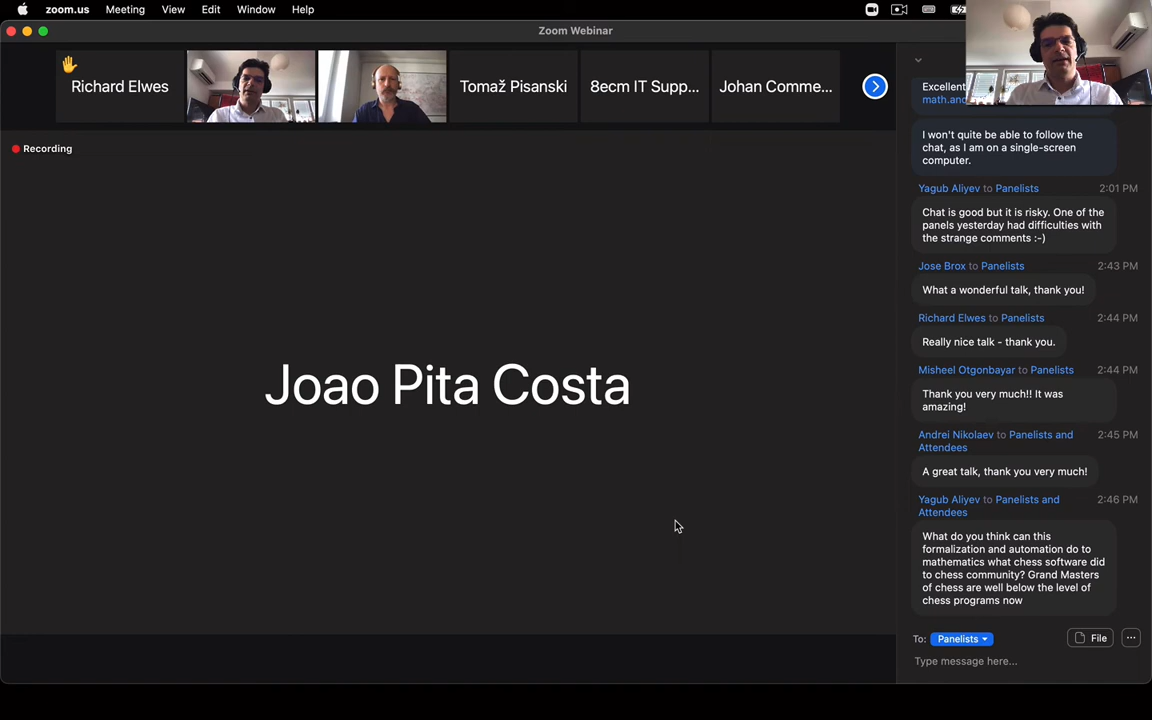 zoom.us Meeting View Edit Window Help
Zoom Webinar
Richard Elwes
Tomaž Pisanski
8ecm IT Supp...
Johan Comme...
Recording
Joao Pita Costa
Excellent
math.an
I won't quite be able to follow the
chat, as I am on a single-screen
computer.
Yagub Aliyev to Panelists 2:01 PM
Chat is good but it is risky. One of the
panels yesterday had difficulties with
the strange comments :-)
Jose Brox to Panelists 2:43 PM
What a wonderful talk, thank you!
Richard Elwes to Panelists 2:44 PM
Really nice talk - thank you.
Misheel Otgonbayar to Panelists 2:44 PM
Thank you very much!! It was
amazing!
Andrei Nikolaev to Panelists and 2:45 PM
Attendees
A great talk, thank you very much!
Yagub Aliyev to Panelists and 2:46 PM
Attendees
What do you think can this
formalization and automation do to
mathematics what chess software did
to chess community? Grand Masters
of chess are well below the level of
chess programs now
To: Panelists File
Type message here...